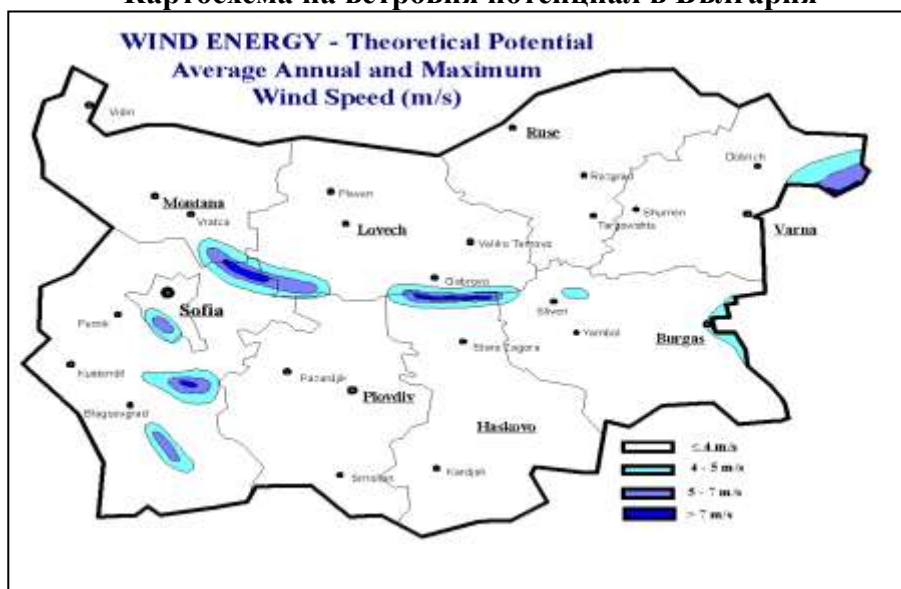 Картосхема на ветровия потенциал в България
WIND ENERGY - Theoretical Potential
Average Annual and Maximum
Wind Speed (m/s)
Vidin
Ruse
Dobrich
Razgrad
Montana
Pleven
Vratca
Shumen
Targovishte
Varna
Lovech
Veliko Tarnovo
Gabrovo
Sofia
Sliven
Pernik
Burgas
Yambol
Stara Zagora
Kustendil
Pazardjik
Plovdiv
Blagoevgrad
Haskovo
≤ 4 m/s
4 - 5 m/s
Smolian
Kardjali
5 - 7 m/s
> 7 m/s